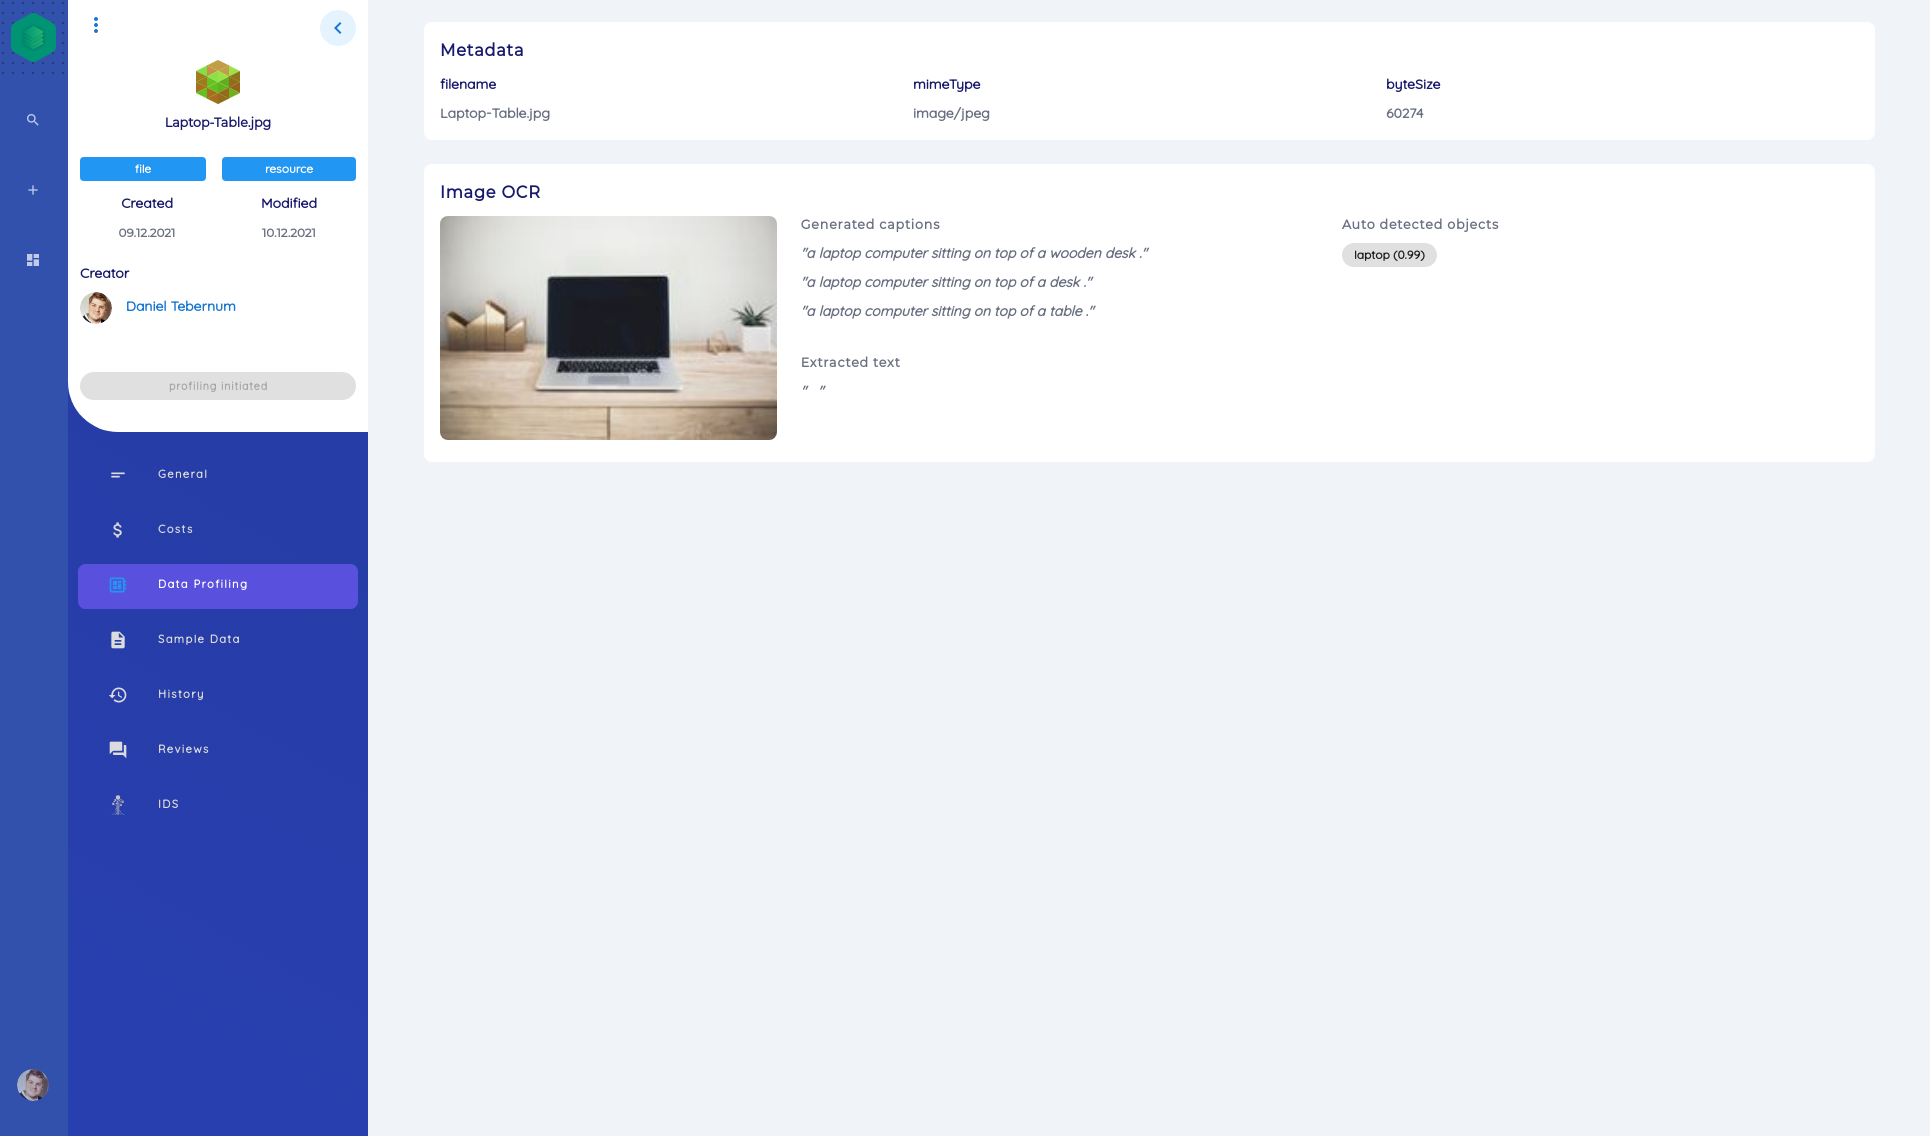 Laptop-Table.jpg
file
resource
Created
Modified
09.12.2021
10.12.2021
Creator
Daniel Tebernum
profiling initiated
General
Costs
Data Profiling
Sample Data
History
Reviews
IDS
Metadata
filename
mimeType
byteSize
Laptop-Table.jpg
image/jpeg
60274
Image OCR
Generated captions
"a laptop computer sitting on top of a wooden desk ."
"a laptop computer sitting on top of a desk ."
"a laptop computer sitting on top of a table ."
Extracted text
" "
Auto detected objects
laptop (0.99)